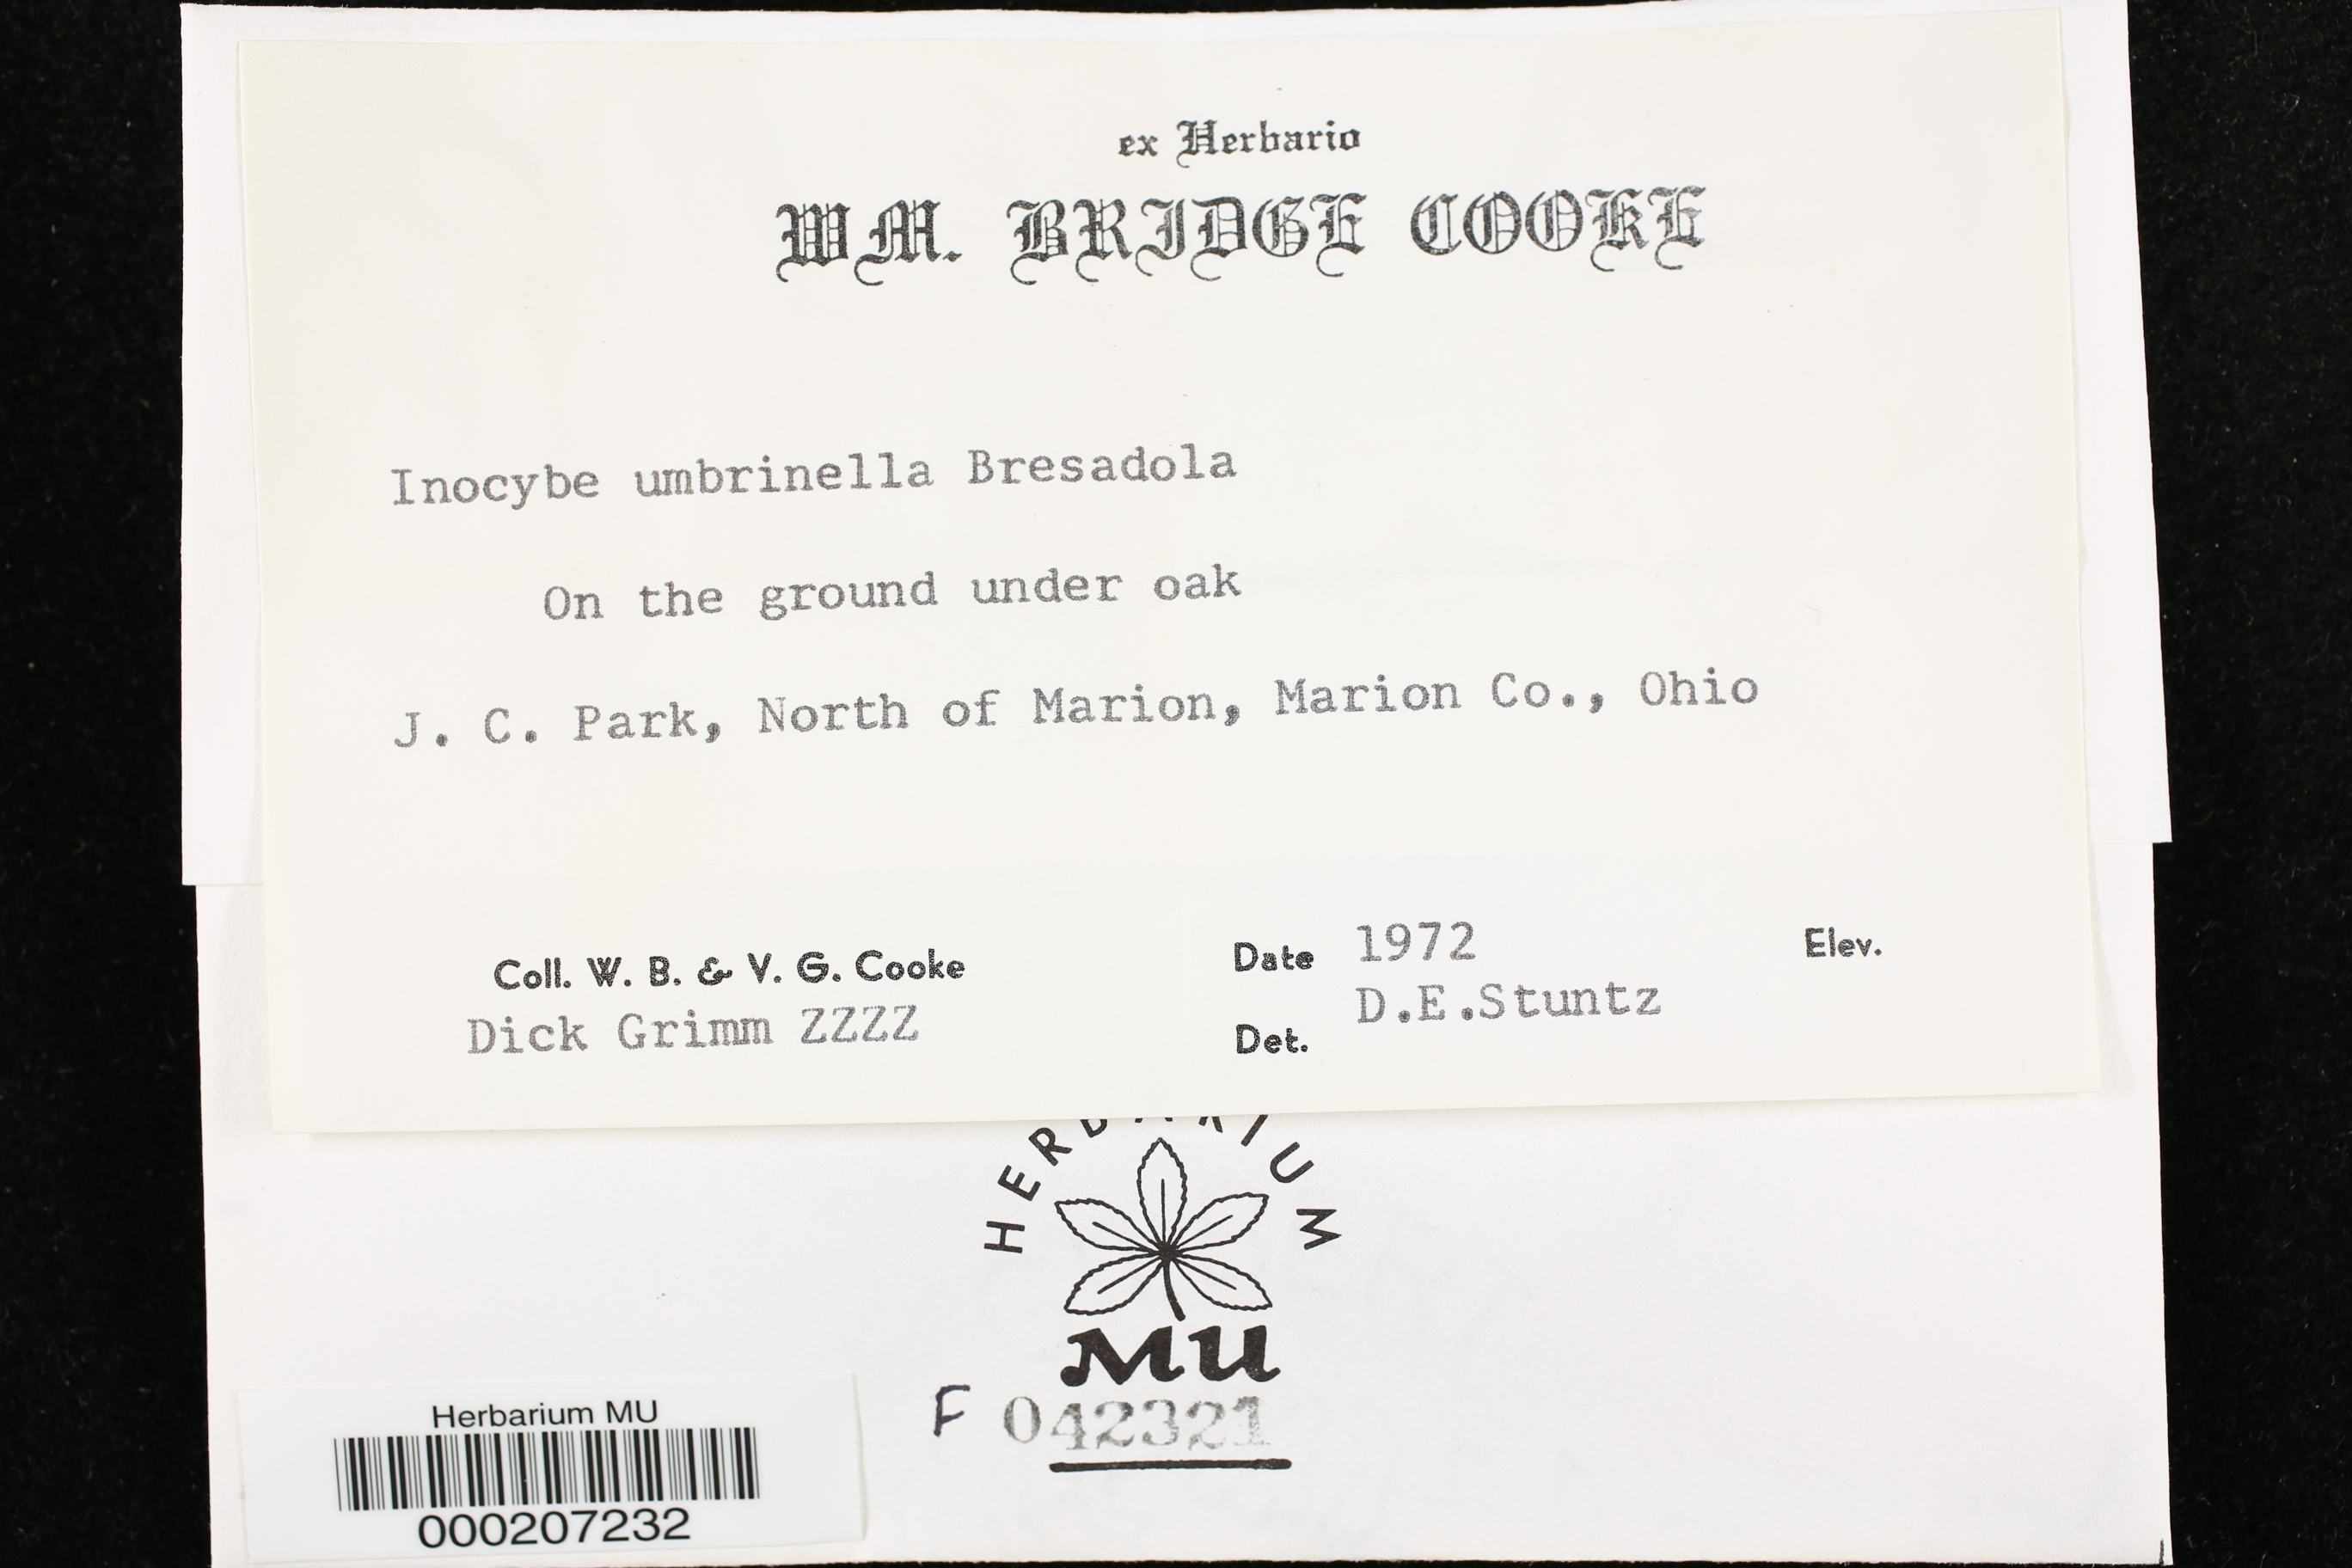 ex Herbario
WM. BRIDGE COOKE
Inocybe umbrinella Bresadola
On the ground under oak
J. C. Park, North of Marion, Marion Co., Ohio
Coll. W. B. & V. G. Cooke
Dick Grimm ZZZZ
Date 1972
Elev.
Det. D.E.Stuntz
HERBARIUM
MU
F 042321
Herbarium MU
000207232